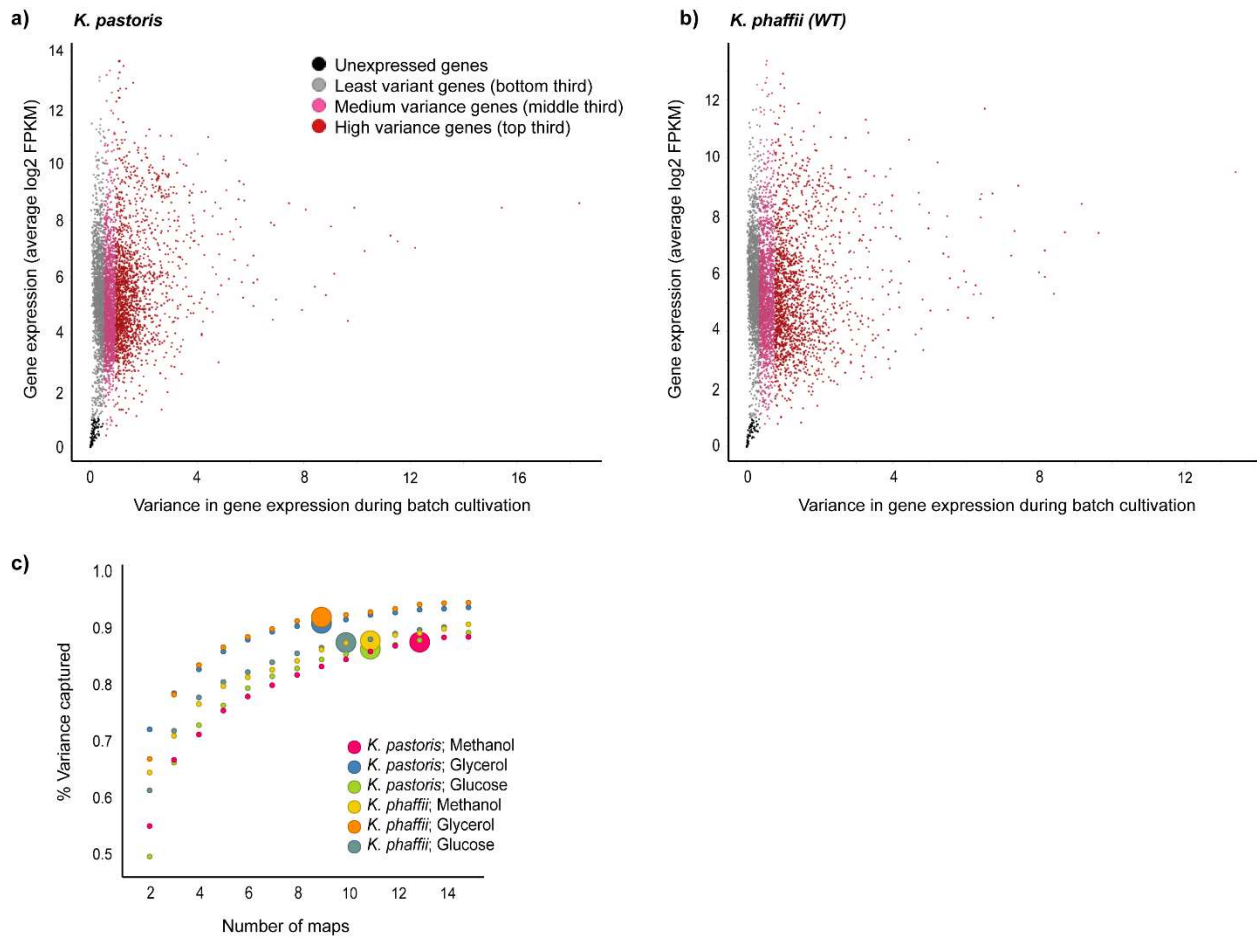 a)
K. pastoris
Gene expression (average log2 FPKM)
14
12
10
8
6
4
2
0
Unexpressed genes
Least variant genes (bottom third)
Medium variance genes (middle third)
High variance genes (top third)
0 4 8 12 16
Variance in gene expression during batch cultivation
b)
K. phaffii (WT)
Gene expression (average log2 FPKM)
12
10
8
6
4
2
0
0 4 8 12
Variance in gene expression during batch cultivation
c)
% Variance captured
1.0
0.9
0.8
0.7
0.6
0.5
K. pastoris; Methanol
K. pastoris; Glycerol
K. pastoris; Glucose
K. phaffii; Methanol
K. phaffii; Glycerol
K. phaffii; Glucose
2 4 6 8 10 12 14
Number of maps